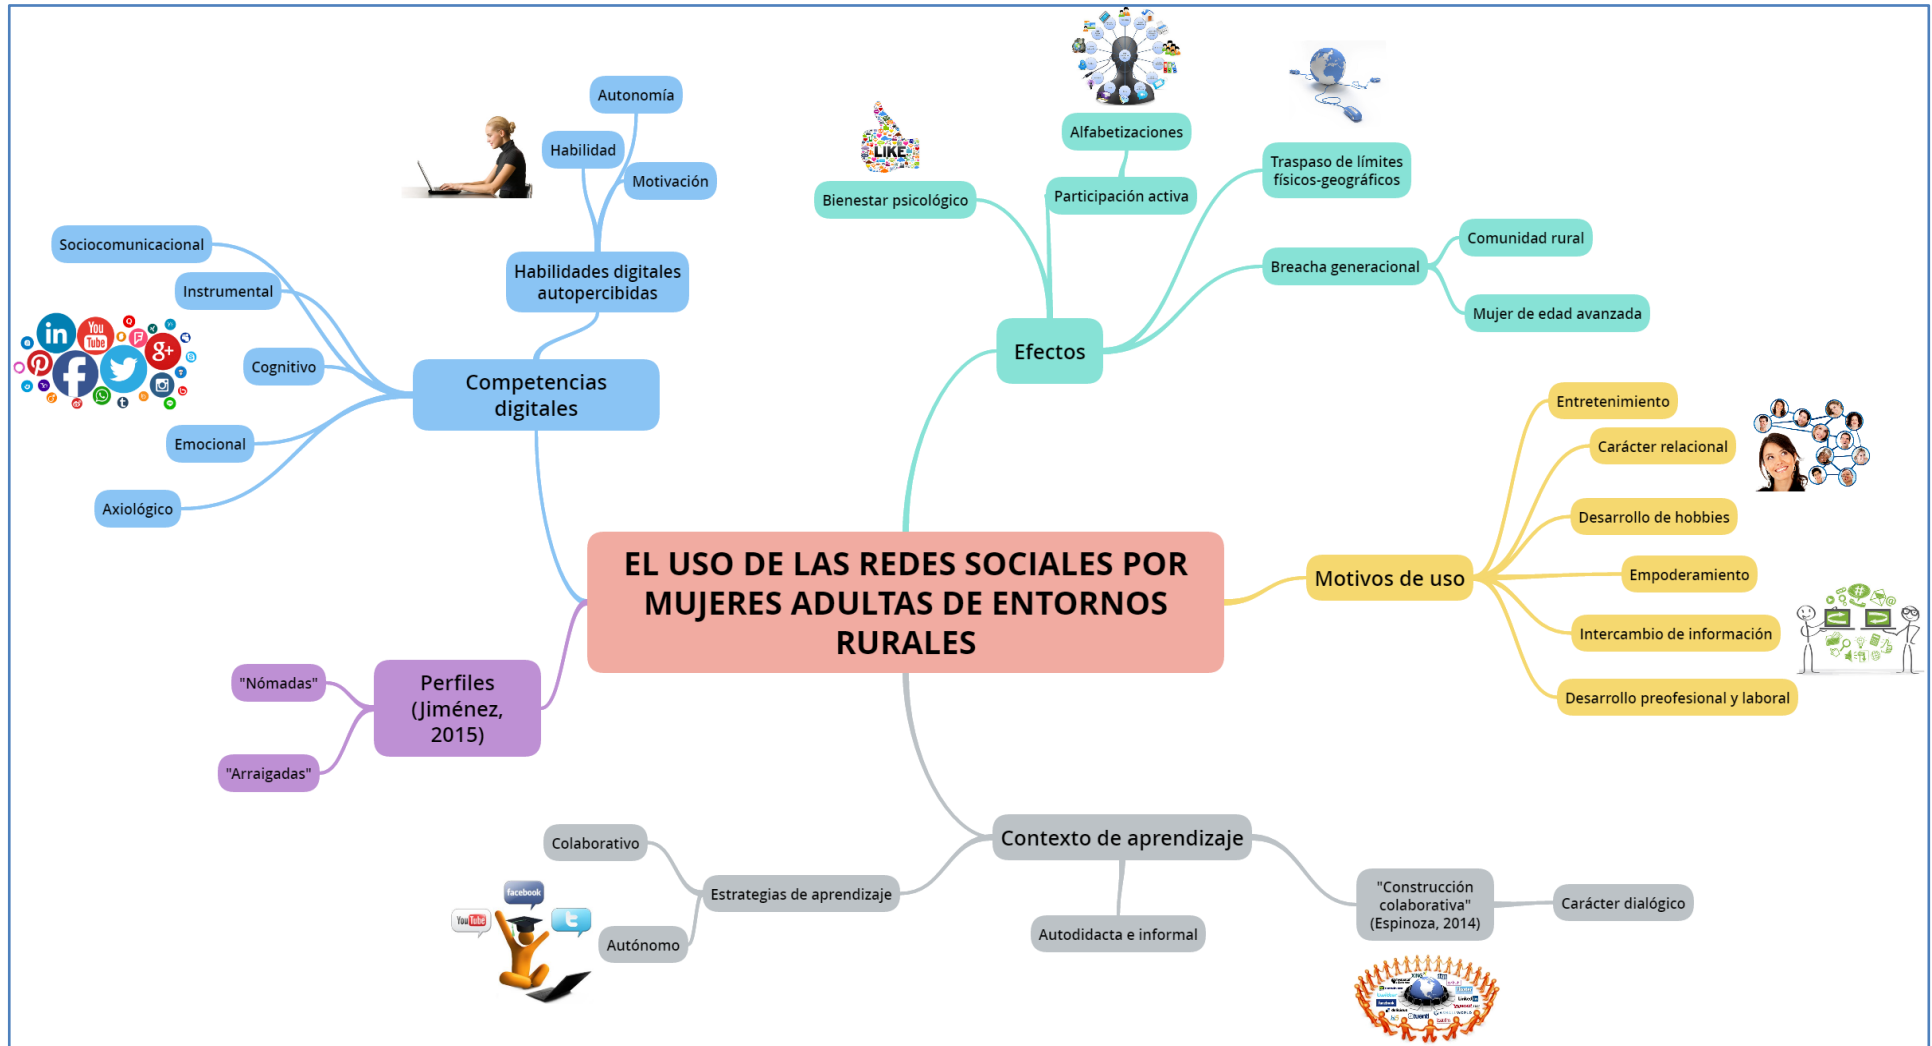 Autonomía
Habilidad
Motivación
Habilidades digitales
autopercibidas
Sociocomunicacional
Instrumental
Cognitivo
Emocional
Axiológico
Competencias
digitales
in
You
Tube
g+
f
LIKE
Bienestar psicológico
Alfabetizaciones
Participación activa
Traspaso de límites
físicos-geográficos
Breacha generacional
Comunidad rural
Mujer de edad avanzada
Efectos
EL USO DE LAS REDES SOCIALES POR
MUJERES ADULTAS DE ENTORNOS
RURALES
Motivos de uso
Entretenimiento
Carácter relacional
Desarrollo de hobbies
Empoderamiento
Intercambio de información
Desarrollo preofesional y laboral
Perfiles
(Jiménez,
2015)
"Nómadas"
"Arraigadas"
Contexto de aprendizaje
Estrategias de aprendizaje
Colaborativo
Autónomo
facebook
YouTube
t
Autodidacta e informal
"Construcción
colaborativa"
(Espinoza, 2014)
Carácter dialógico